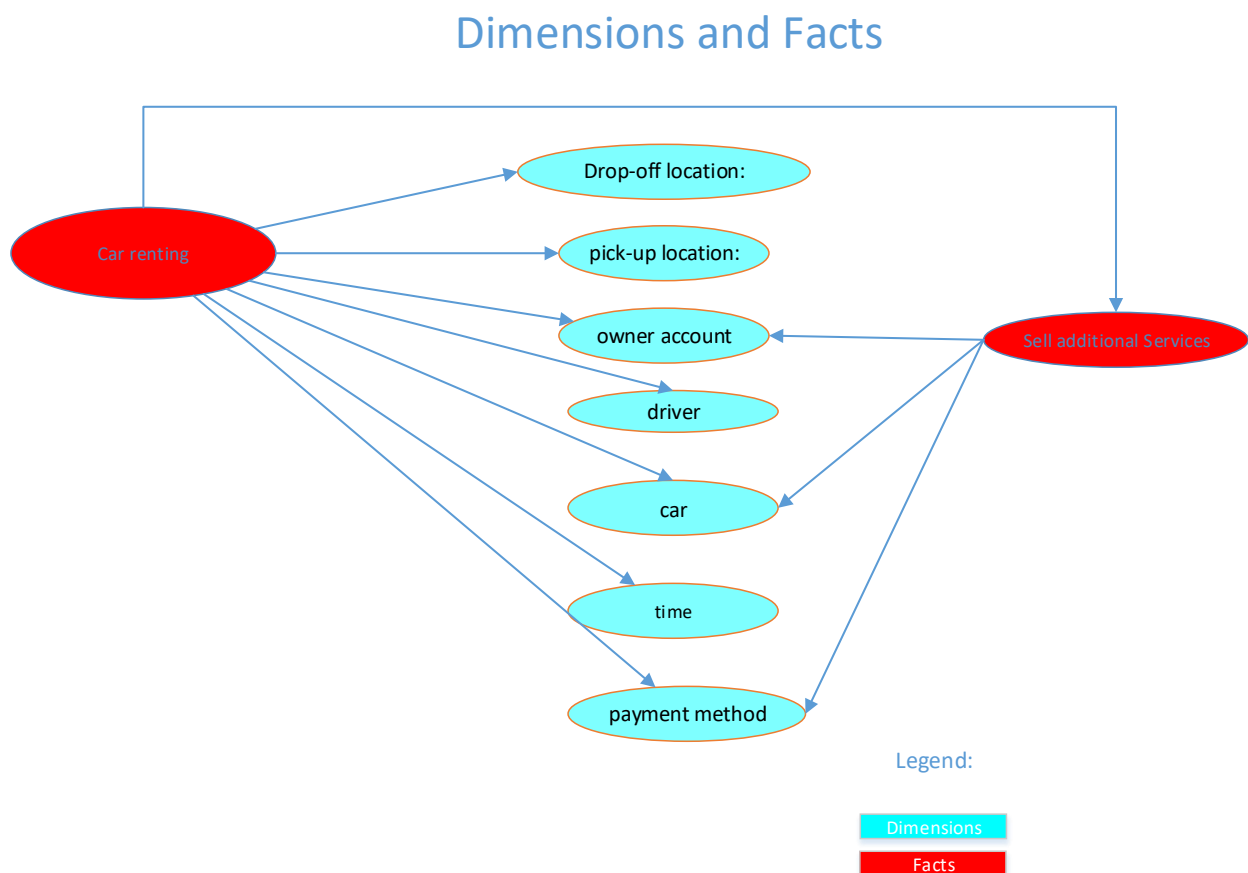 Dimensions and Facts
Drop-off location:
Car renting
pick-up location:
owner account
Sell additional Services
driver
car
time
payment method
Legend:
Dimensions
Facts